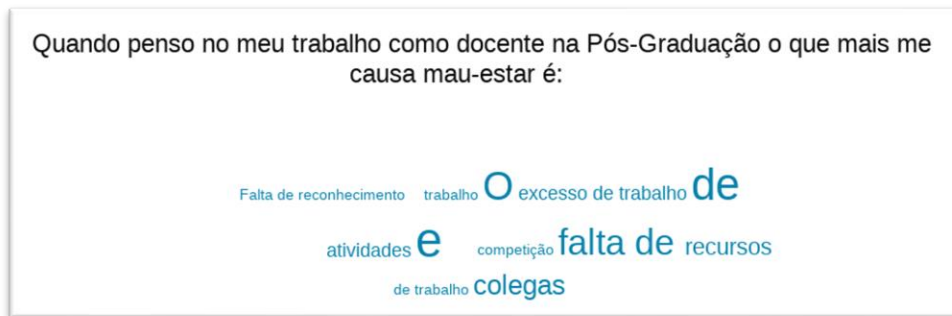 Quando penso no meu trabalho como docente na Pós-Graduação o que mais me
causa mau-estar é:
Falta de reconhecimento trabalho O excesso de trabalho de
atividades e competição falta de recursos
de trabalho colegas